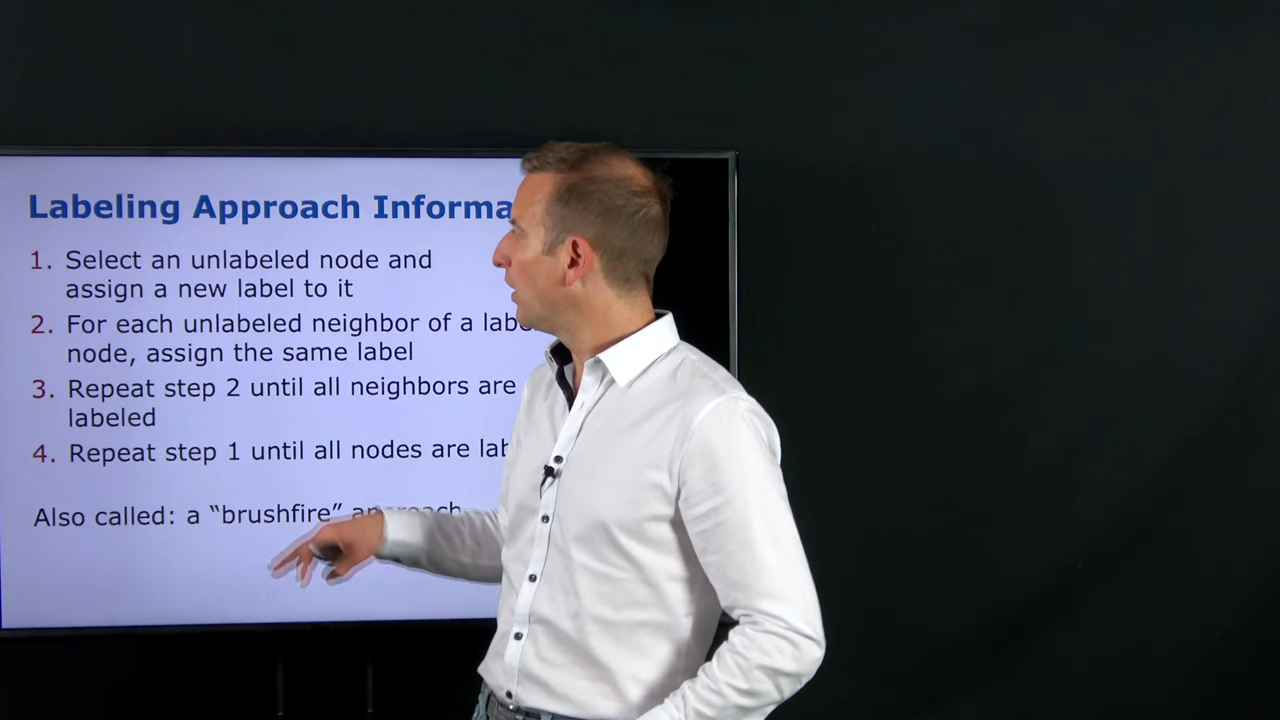 Labeling Approach Informa
1. Select an unlabeled node and
assign a new label to it
2. For each unlabeled neighbor of a labe
node, assign the same label
3. Repeat step 2 until all neighbors are
labeled
4. Repeat step 1 until all nodes are lab
Also called: a “brushfire” approach